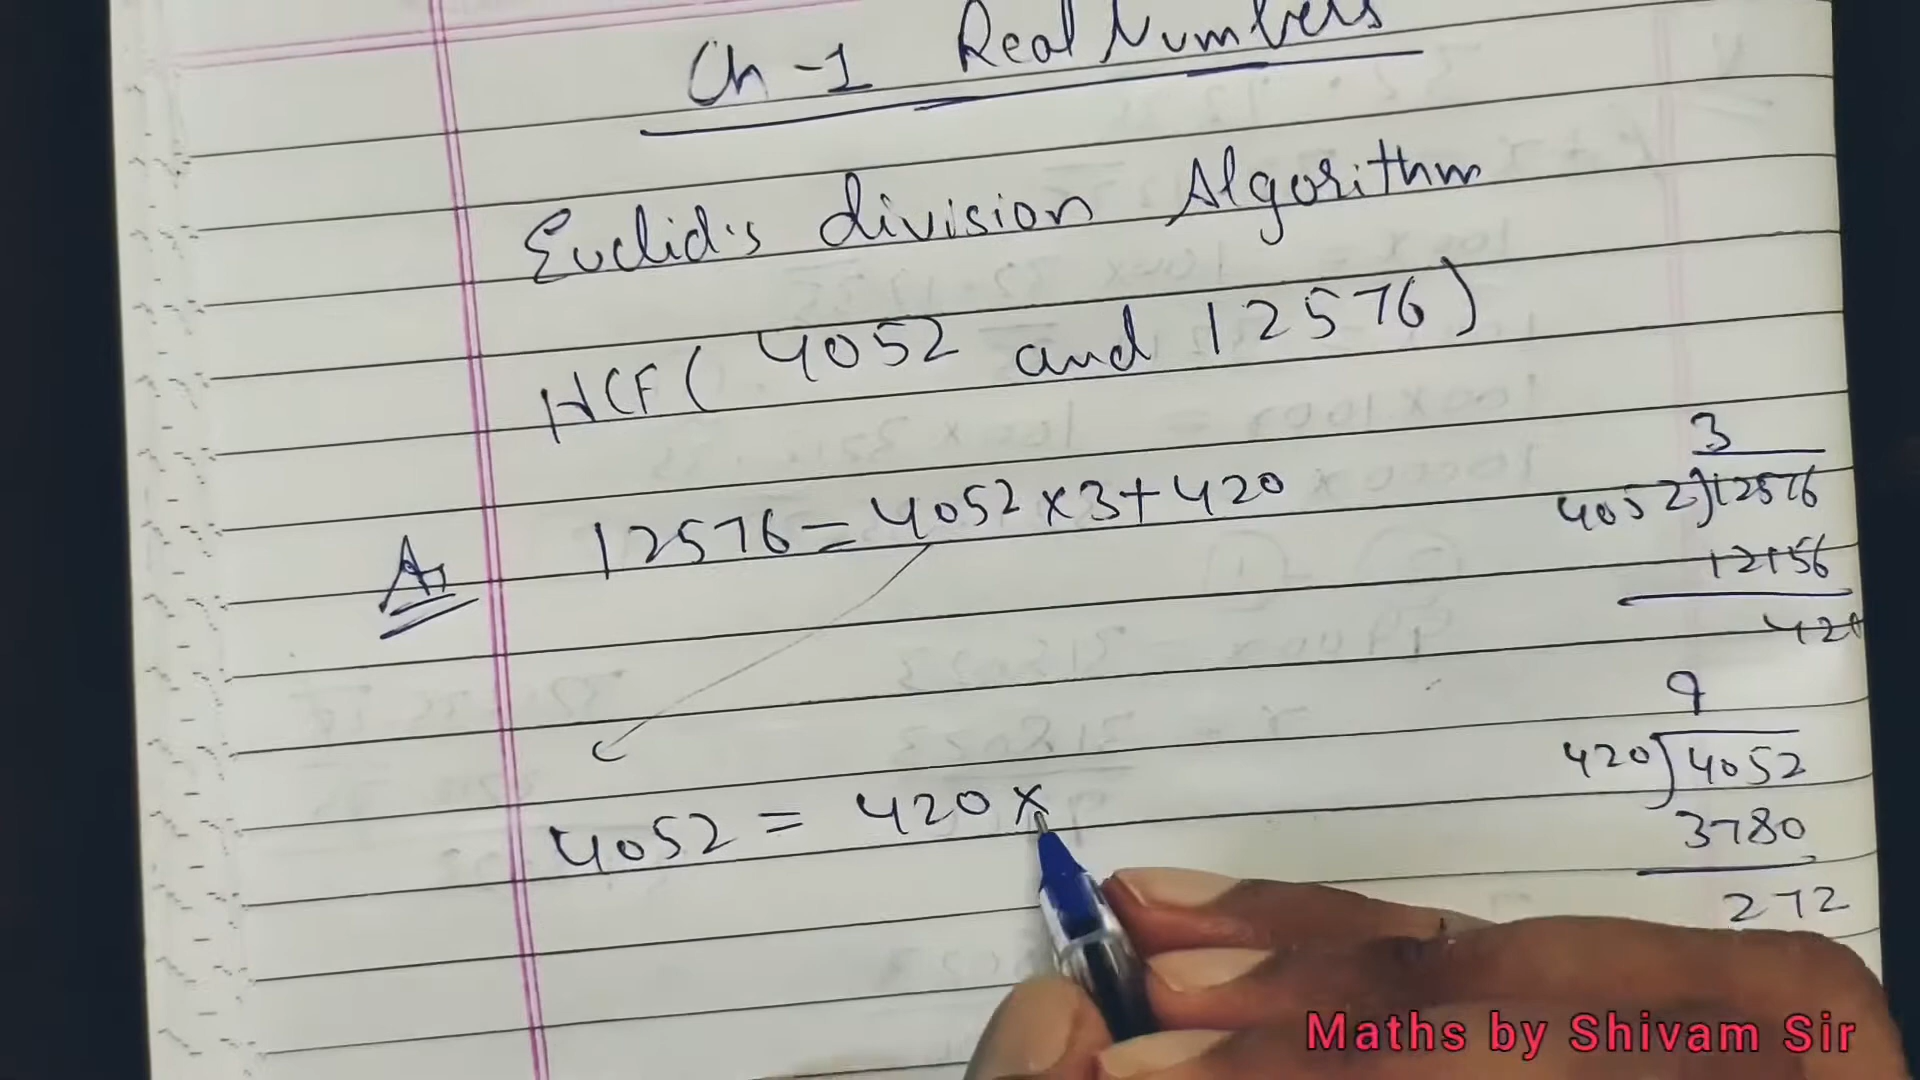 Ch-1 Real Numbers
Euclid's division Algorithm
HCF( 4052 and 12576)
Ar 12576=4052×3+420
3
4052)12576
12156
420
9
420)4052
3780
272
4052 = 420×
Maths by Shivam Sir